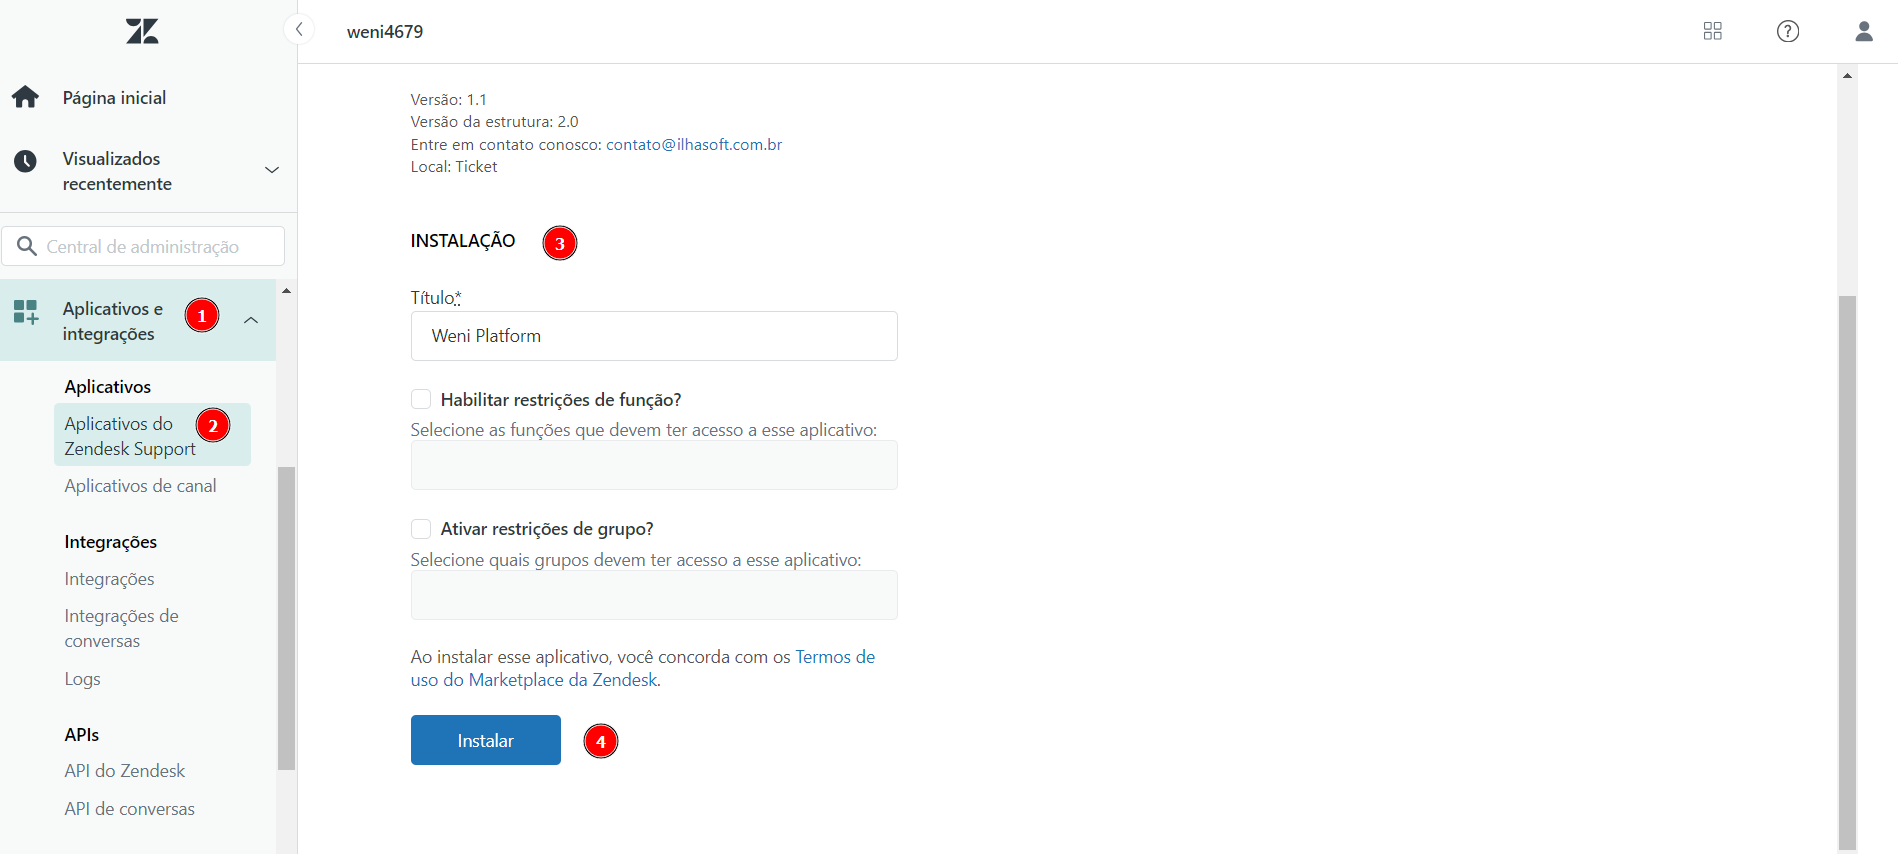 weni4679
Página inicial
Visualizados
recentemente
Central de administração
Aplicativos e
integrações
1
Aplicativos
Aplicativos do
Zendesk Support
2
Aplicativos de canal
Integrações
Integrações
Integrações de
conversas
Logs
APIs
API do Zendesk
API de conversas
Versão: 1.1
Versão da estrutura: 2.0
Entre em contato conosco: contato@ilhasoft.com.br
Local: Ticket
INSTALAÇÃO 3
Título*
Weni Platform
Habilitar restrições de função?
Selecione as funções que devem ter acesso a esse aplicativo:
Ativar restrições de grupo?
Selecione quais grupos devem ter acesso a esse aplicativo:
Ao instalar esse aplicativo, você concorda com os Termos de
uso do Marketplace da Zendesk.
Instalar 4